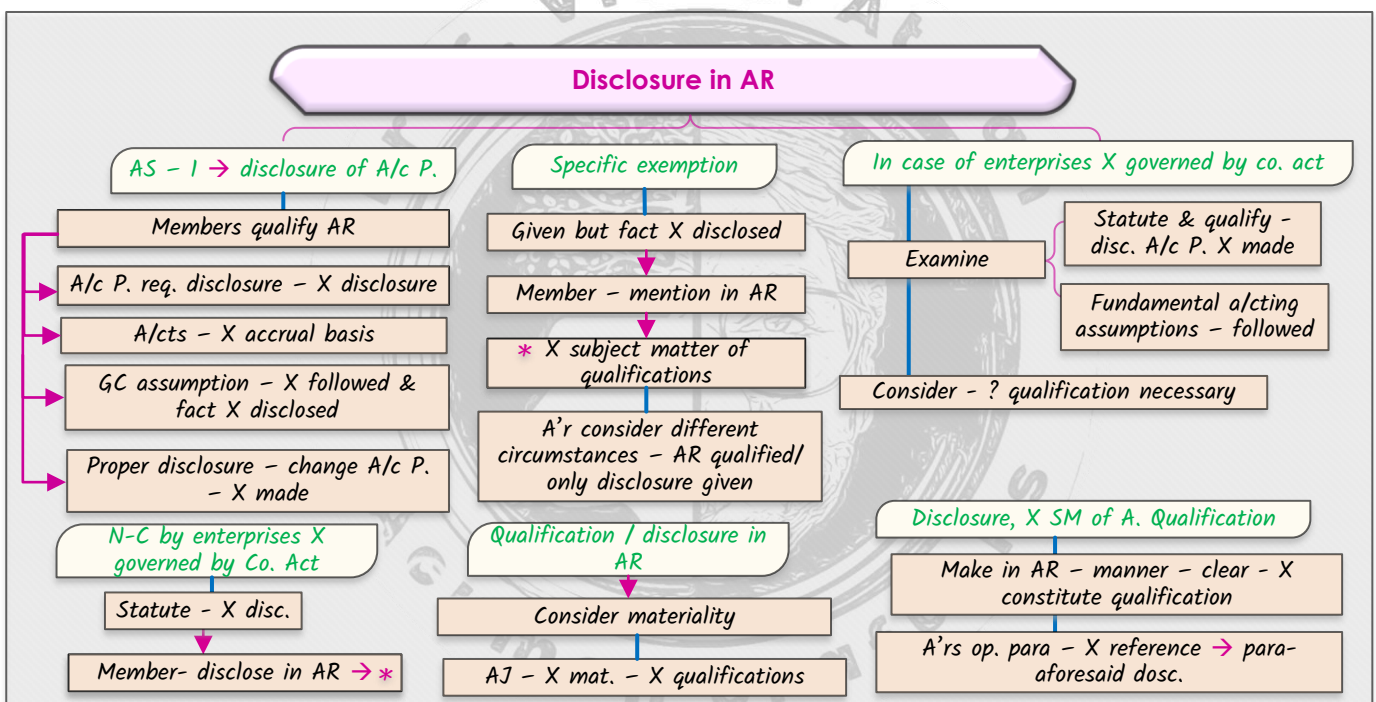 Disclosure in AR
AS – 1 → disclosure of A/c P.
Members qualify AR
A/c P. req. disclosure – X disclosure
A/cts – X accrual basis
GC assumption – X followed &
fact X disclosed
Proper disclosure – change A/c P.
– X made
Specific exemption
Given but fact X disclosed
Member – mention in AR
* X subject matter of
qualifications
A'r consider different
circumstances – AR qualified/
only disclosure given
In case of enterprises X governed by co. act
Examine
Statute & qualify –
disc. A/c P. X made
Fundamental a/cting
assumptions – followed
Consider - ? qualification necessary
N-C by enterprises X
governed by Co. Act
Statute - X disc.
Member- disclose in AR → *
Qualification / disclosure in
AR
Consider materiality
AJ – X mat. – X qualifications
Disclosure, X SM of A. Qualification
Make in AR – manner – clear - X
constitute qualification
A'rs op. para – X reference → para-
aforesaid dosc.